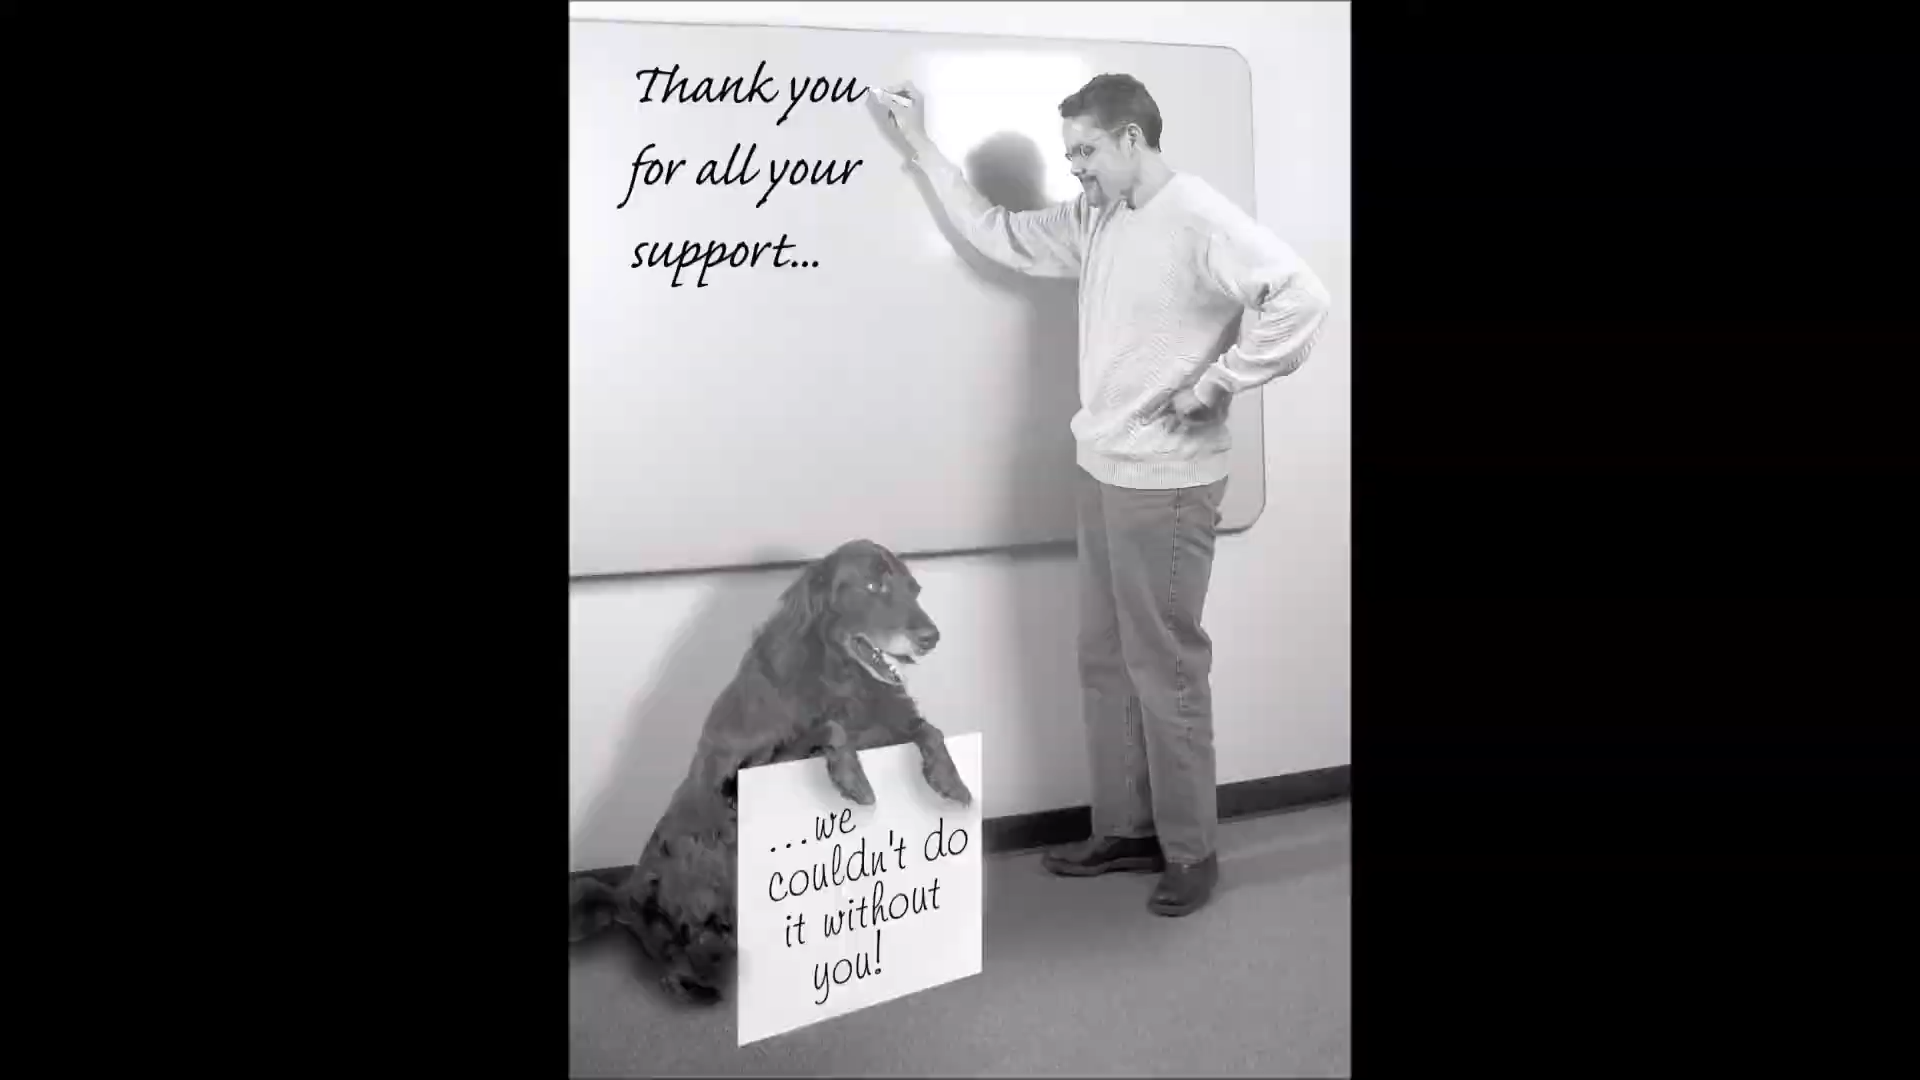 Thank you
for all your
support...
...we
couldn't do
it without
you!